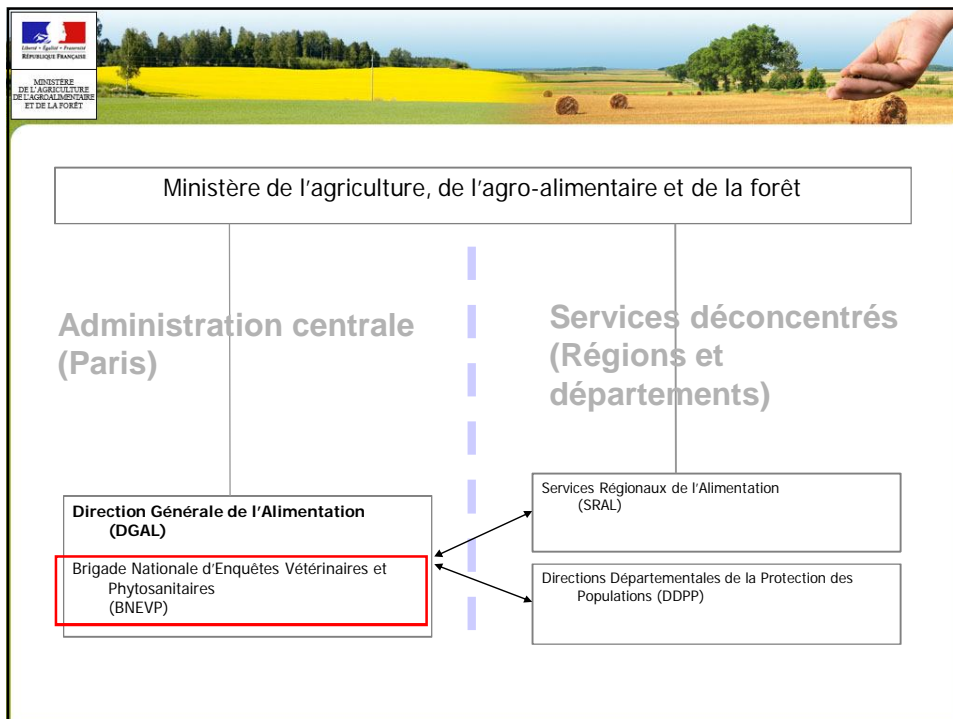 Liberté • Égalité • Fraternité
RÉPUBLIQUE FRANÇAISE
MINISTÈRE
DE L'AGRICULTURE
DE L'AGROALIMENTAIRE
ET DE LA FORÊT
Ministère de l'agriculture, de l'agro-alimentaire et de la forêt
Administration centrale
(Paris)
Services déconcentrés
(Régions et
départements)
Direction Générale de l'Alimentation
(DGAL)
Brigade Nationale d'Enquêtes Vétérinaires et
Phytosanitaires
(BNEVP)
Services Régionaux de l'Alimentation
(SRAL)
Directions Départementales de la Protection des
Populations (DDPP)